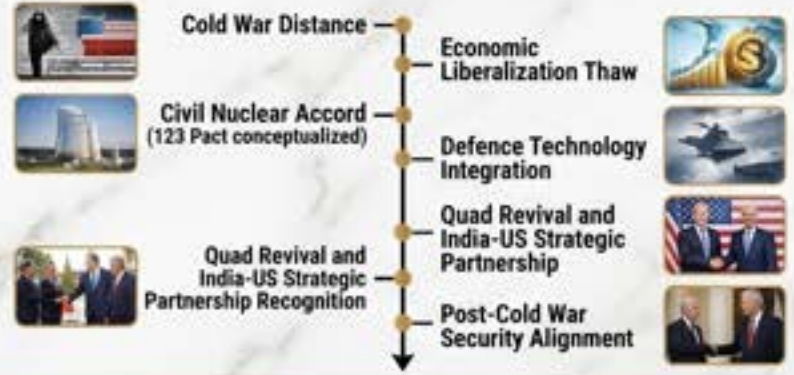 Cold War Distance
Economic
Liberalization Thaw
Civil Nuclear Accord
(123 Pact conceptualized)
Defence Technology
Integration
Quad Revival and
India-US Strategic
Partnership
Quad Revival and
India-US Strategic
Partnership Recognition
Post-Cold War
Security Alignment